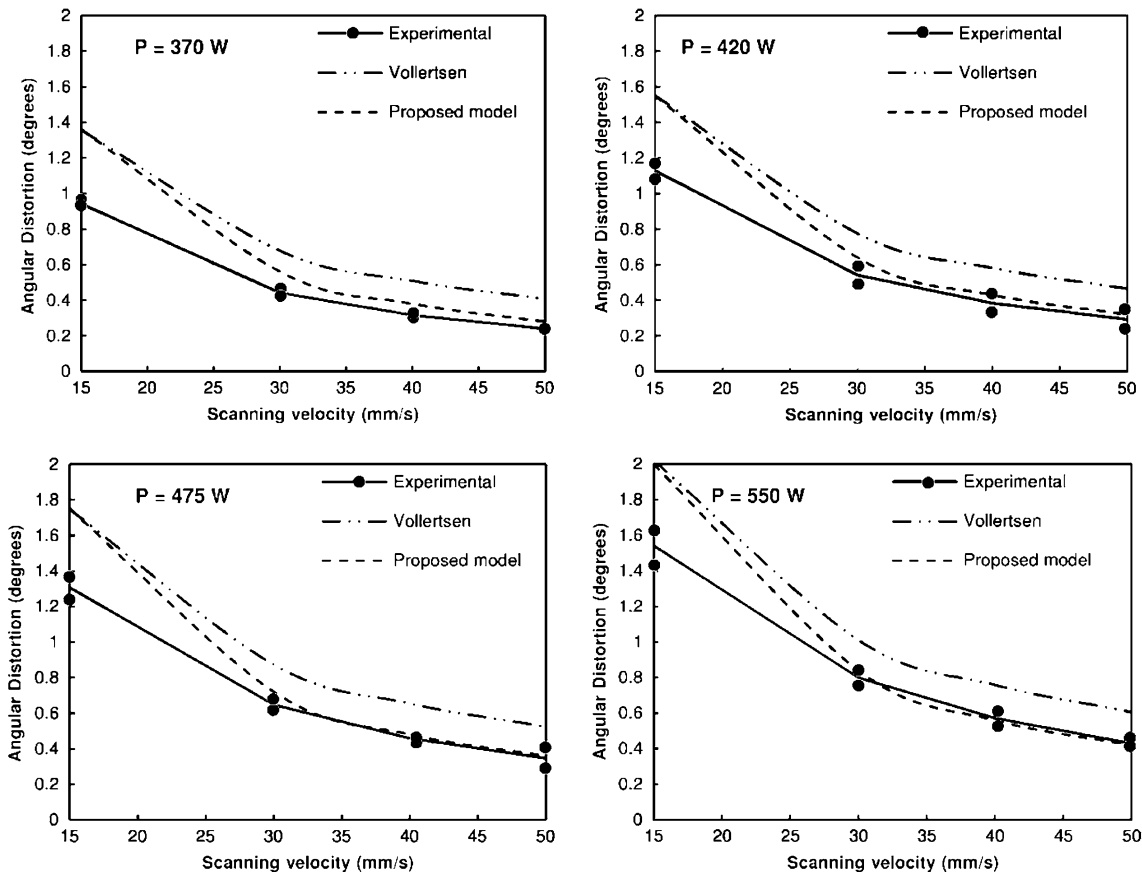 P = 370 W
Experimental
Vollertsen
Proposed model
Angular Distortion (degrees)
2
1.8
1.6
1.4
1.2
1
0.8
0.6
0.4
0.2
0
15 20 25 30 35 40 45 50
Scanning velocity (mm/s)
P = 420 W
Experimental
Vollertsen
Proposed model
Angular Distortion (degrees)
2
1.8
1.6
1.4
1.2
1
0.8
0.6
0.4
0.2
0
15 20 25 30 35 40 45 50
Scanning velocity (mm/s)
P = 475 W
Experimental
Vollertsen
Proposed model
Angular Distortion (degrees)
2
1.8
1.6
1.4
1.2
1
0.8
0.6
0.4
0.2
0
15 20 25 30 35 40 45 50
Scanning velocity (mm/s)
P = 550 W
Experimental
Vollertsen
Proposed model
Angular Distortion (degrees)
2
1.8
1.6
1.4
1.2
1
0.8
0.6
0.4
0.2
0
15 20 25 30 35 40 45 50
Scanning velocity (mm/s)